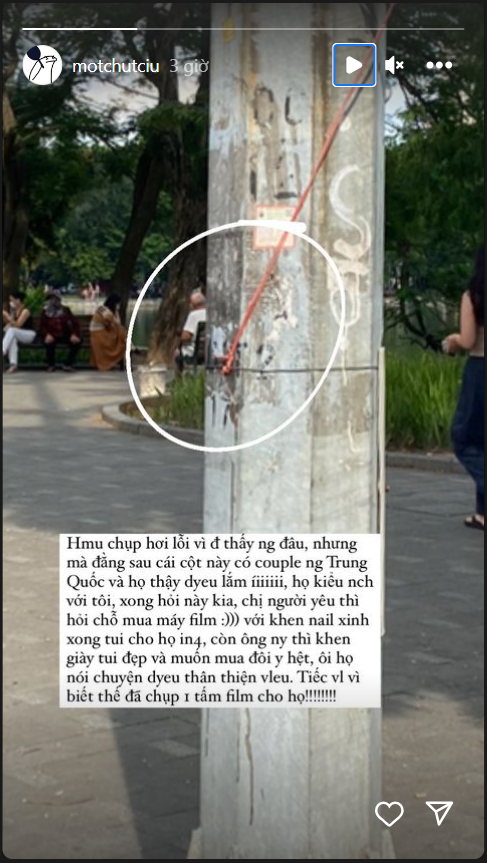 motchutciu 3 giờ
Hmu chụp hơi lỗi vì đ thấy ng đâu, nhưng
mà đằng sau cái cột này có couple ng Trung
Quốc và họ thậy dyeu lắm íiiiiii, họ kiểu nch
với tôi, xong hỏi này kia, chị người yêu thì
hỏi chỗ mua máy film :))) với khen nail xinh
xong tui cho họ in4, còn ông ny thì khen
giày tui đẹp và muốn mua đôi y hệt, ôi họ
nói chuyện dyeu thân thiện vleu. Tiếc vl vì
biết thế đã chụp 1 tấm film cho họ!!!!!!!!